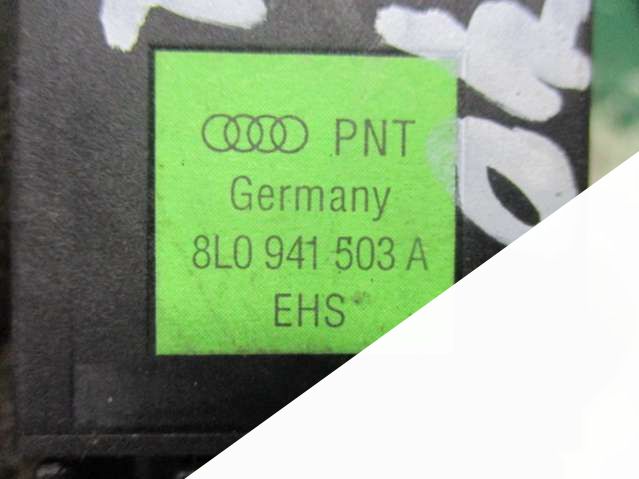 PNT
Germany
8L0 941 503 A
EHS